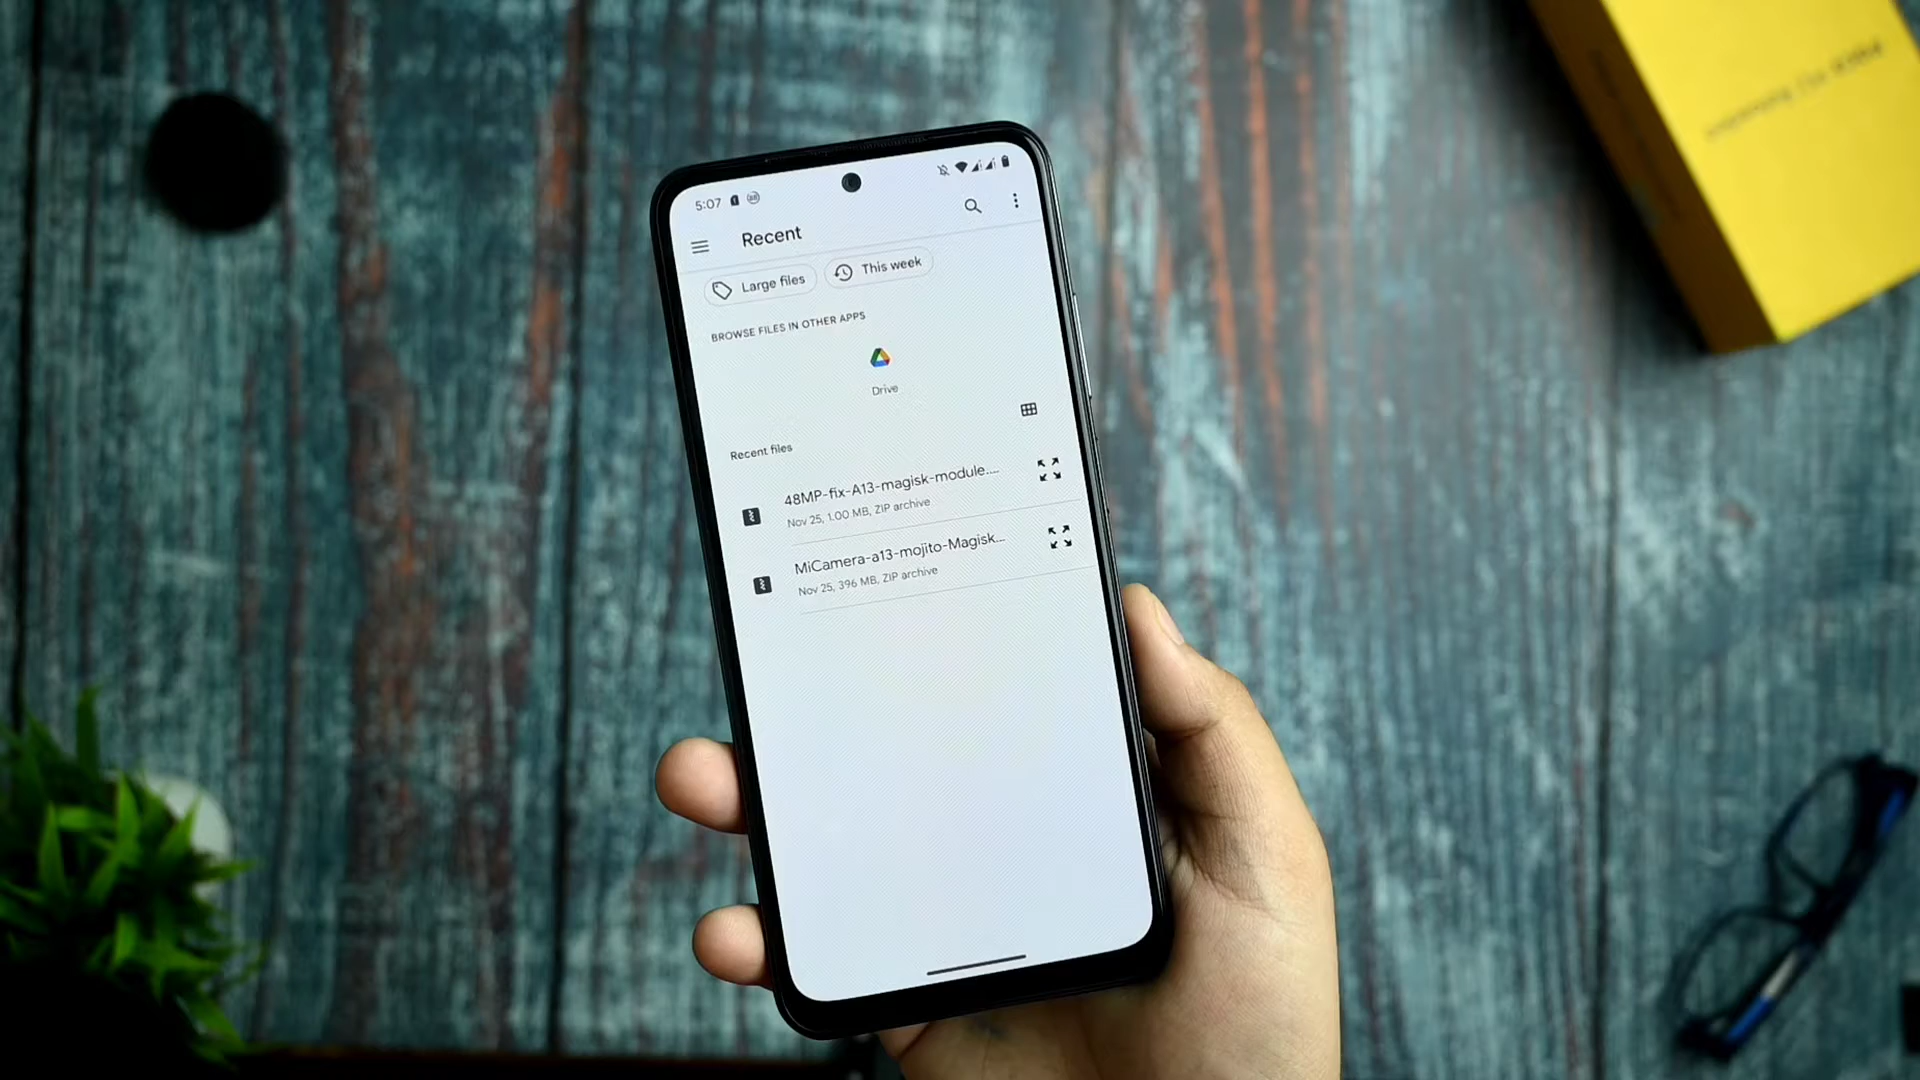 5:07
Recent
Large files
This week
BROWSE FILES IN OTHER APPS
Drive
Recent files
48MP-fix-A13-magisk-module....
Nov 25, 1.00 MB, ZIP archive
MiCamera-a13-mojito-Magisk...
Nov 25, 396 MB, ZIP archive